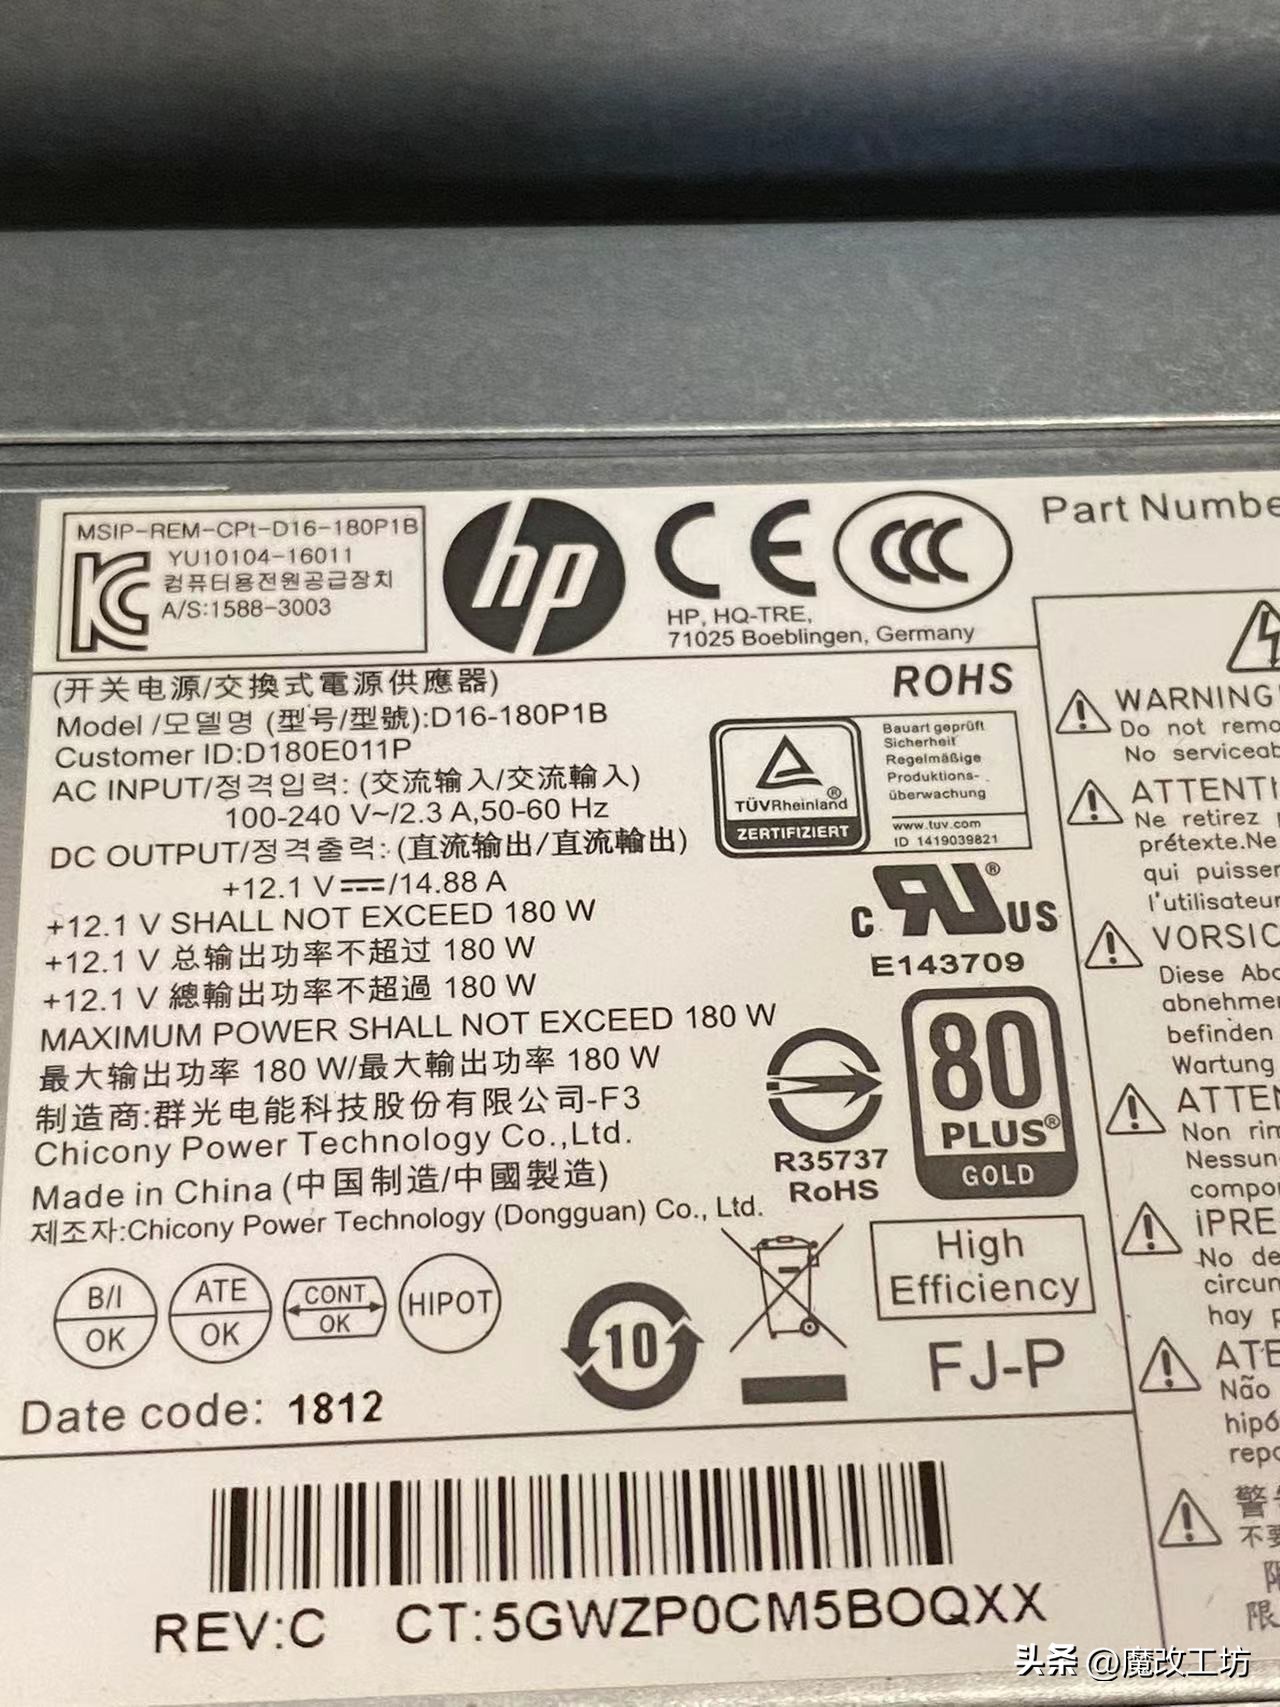 MSIP-REM-CPt-D16-180P1B
YU10104-16011
컴퓨터용전원공급장치
A/S:1588-3003
hp
CE
CCC
HP, HQ-TRE,
71025 Boeblingen, Germany
Part Numbe
(开关电源/交換式電源供應器)
Model /모델명 (型号/型號):D16-180P1B
Customer ID:D180E011P
AC INPUT/정격입력: (交流输入/交流輸入)
100-240 V~/2.3 A,50-60 Hz
DC OUTPUT/정격출력: (直流输出/直流輸出)
+12.1 V⎓/14.88 A
+12.1 V SHALL NOT EXCEED 180 W
+12.1 V 总输出功率不超过 180 W
+12.1 V 總輸出功率不超過 180 W
MAXIMUM POWER SHALL NOT EXCEED 180 W
最大输出功率 180 W/最大輸出功率 180 W
制造商:群光电能科技股份有限公司-F3
Chicony Power Technology Co.,Ltd.
Made in China (中国制造/中國製造)
제조자:Chicony Power Technology (Dongguan) Co., Ltd.
ROHS
TÜVRheinland®
ZERTIFIZIERT
Bauart geprüft
Sicherheit
Regelmäßige
Produktions-
überwachung
www.tuv.com
ID 1419039821
c RU® US
E143709
R35737
RoHS
80
PLUS®
GOLD
B/I
OK
ATE
OK
CONT
OK
HIPOT
10
High
Efficiency
FJ-P
Date code: 1812
REV:C CT:5GWZP0CM5BOQXX
WARNING
Do not remo
No serviceab
ATTENTI
Ne retirez
prétexte.Ne
qui puisser
l'utilisateur
VORSIC
Diese Abd
abnehmen
befinden
Wartung
ATTEN
Non rim
Nessun
compo
¡PRE
No de
circun
hay p
ATE
Não
hipó
repa
不要
限
头条 @魔改工坊